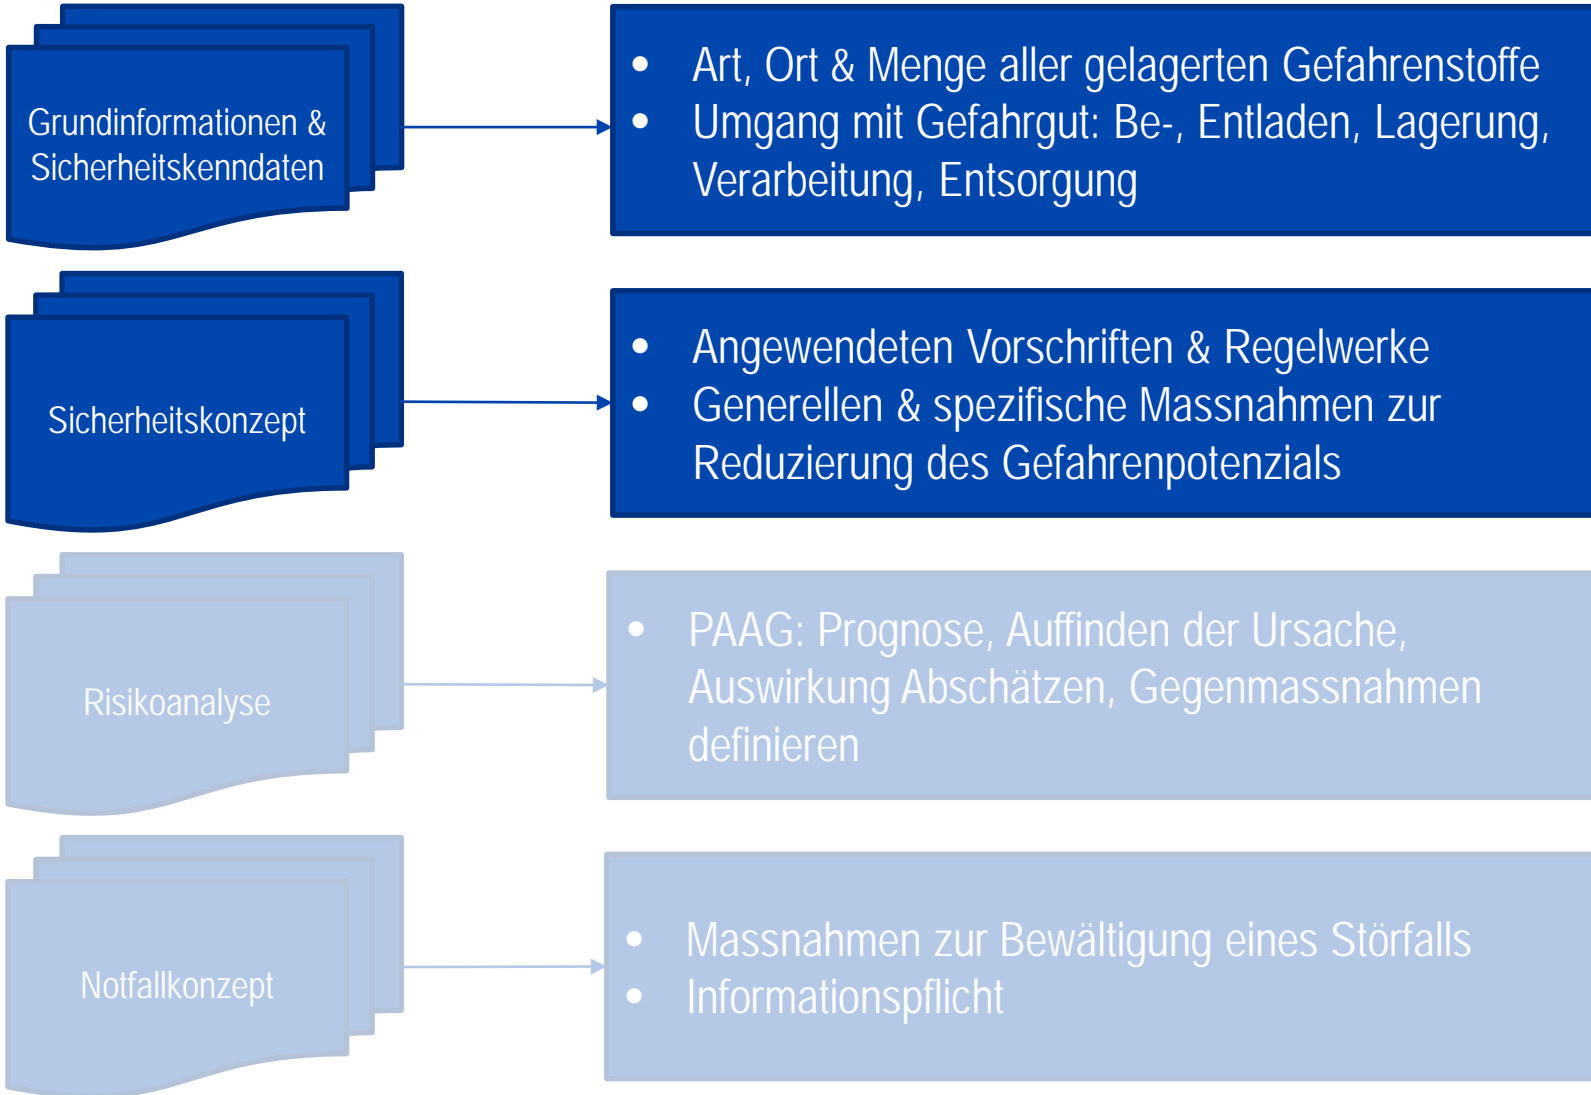 Grundinformationen &
Sicherheitskenndaten
• Art, Ort & Menge aller gelagerten Gefahrenstoffe
• Umgang mit Gefahrgut: Be-, Entladen, Lagerung,
Verarbeitung, Entsorgung
Sicherheitskonzept
• Angewendeten Vorschriften & Regelwerke
• Generellen & spezifische Massnahmen zur
Reduzierung des Gefahrenpotenzials
Risikoanalyse
• PAAG: Prognose, Auffinden der Ursache,
Auswirkung Abschätzen, Gegenmassnahmen
definieren
Notfallkonzept
• Massnahmen zur Bewältigung eines Störfalls
• Informationspflicht